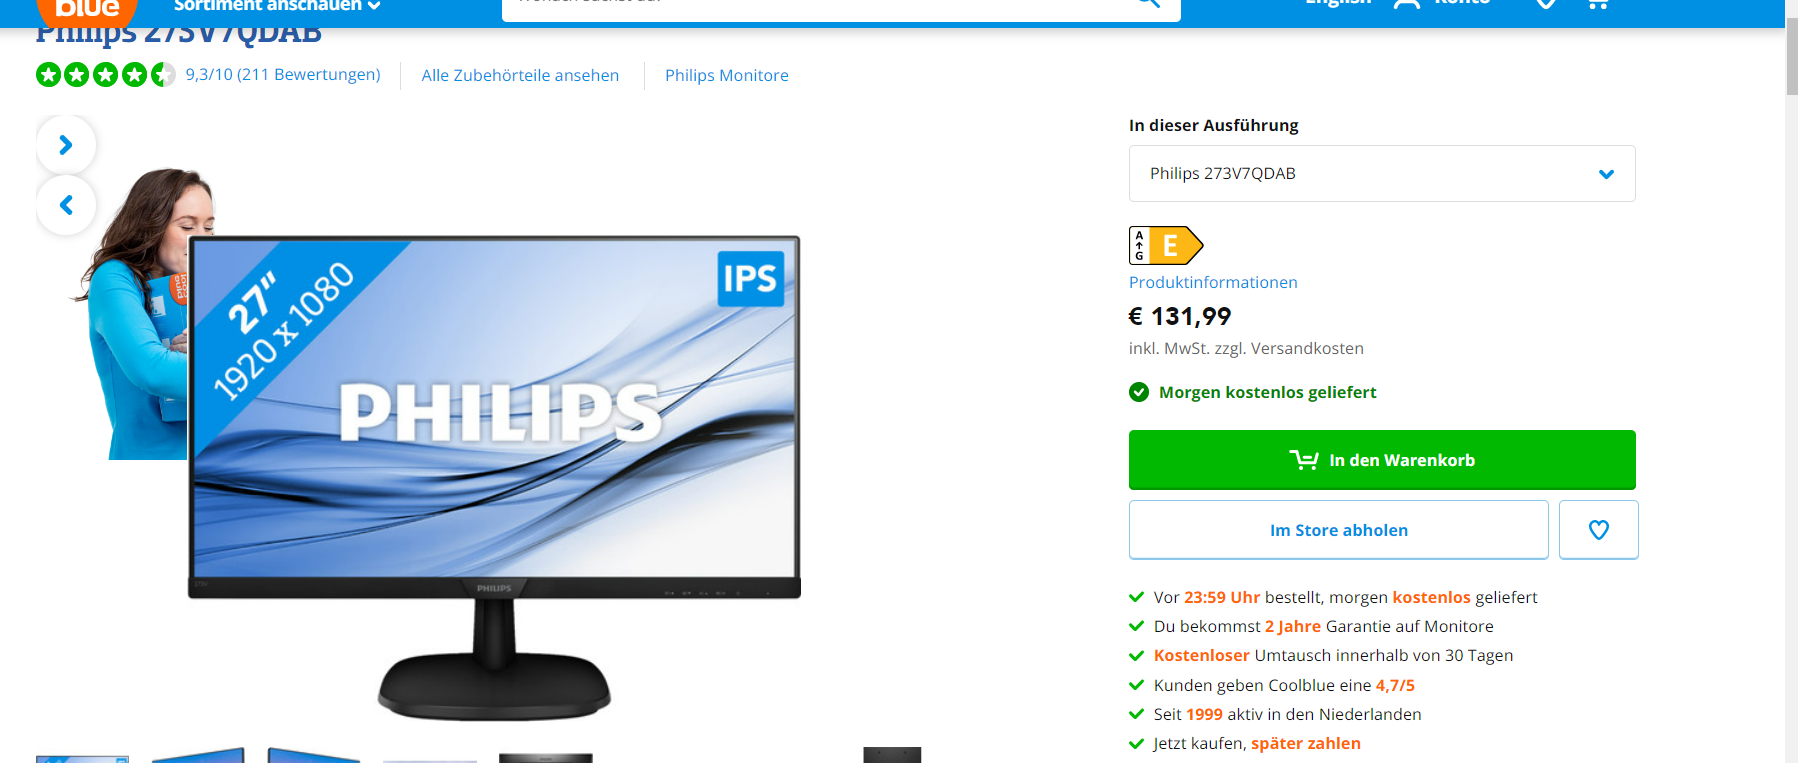 blue
Sortiment anschauen
English
Konto
Philips 273V7QDAB
9,3/10 (211 Bewertungen)
Alle Zubehörteile ansehen
Philips Monitore
27"
1920 x 1080
IPS
PHILIPS
PHILIPS
In dieser Ausführung
Philips 273V7QDAB
A
G
E
Produktinformationen
€ 131,99
inkl. MwSt. zzgl. Versandkosten
Morgen kostenlos geliefert
In den Warenkorb
Im Store abholen
Vor 23:59 Uhr bestellt, morgen kostenlos geliefert
Du bekommst 2 Jahre Garantie auf Monitore
Kostenloser Umtausch innerhalb von 30 Tagen
Kunden geben Coolblue eine 4,7/5
Seit 1999 aktiv in den Niederlanden
Jetzt kaufen, später zahlen